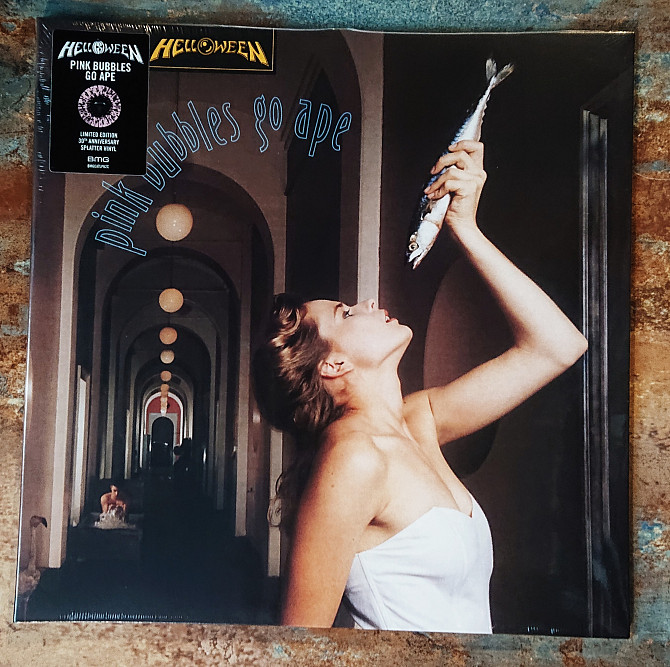 HELLOWEEN
PINK BUBBLES
GO APE
LIMITED EDITION
30TH ANNIVERSARY
SPLATTER VINYL
BMG
HELLOWEEN
pink bubbles go ape